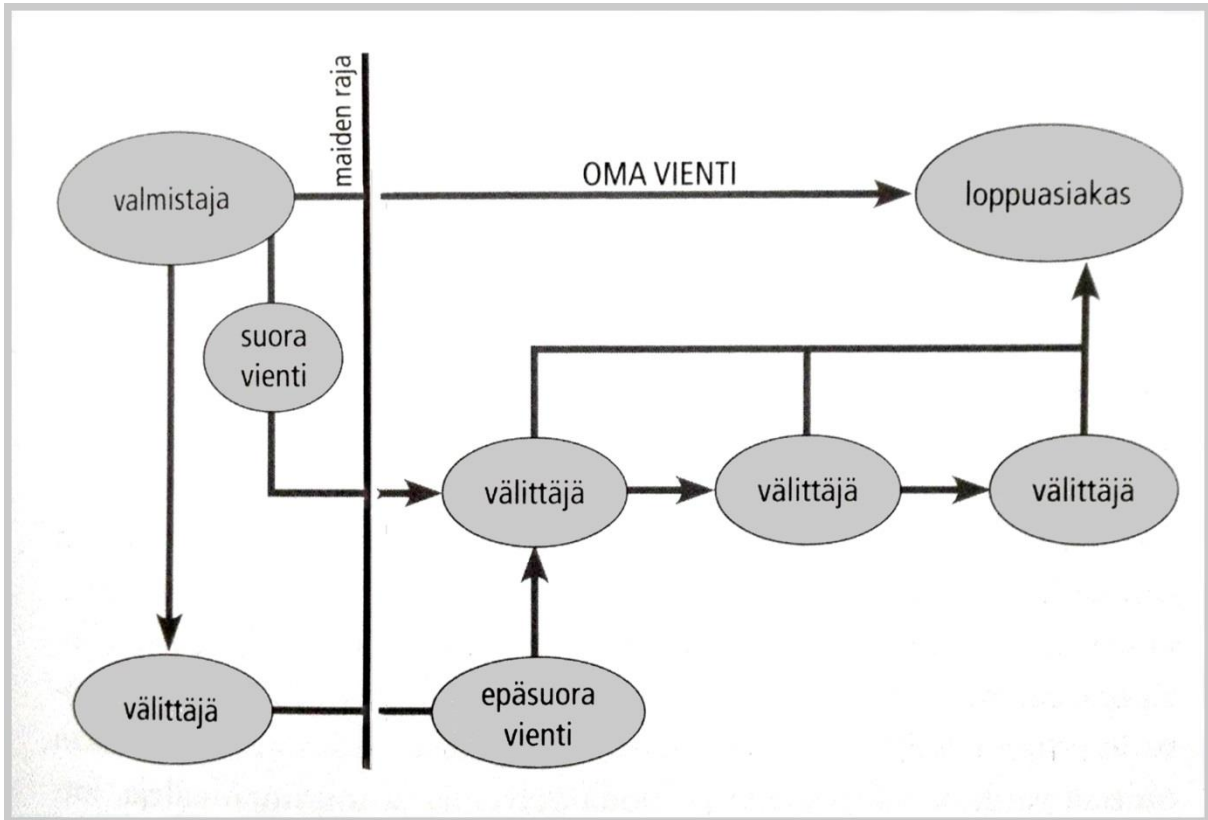 maiden raja
valmistaja
OMA VIENTI
loppuasiakas
suora
vienti
välittäjä
välittäjä
välittäjä
välittäjä
epäsuora
vienti